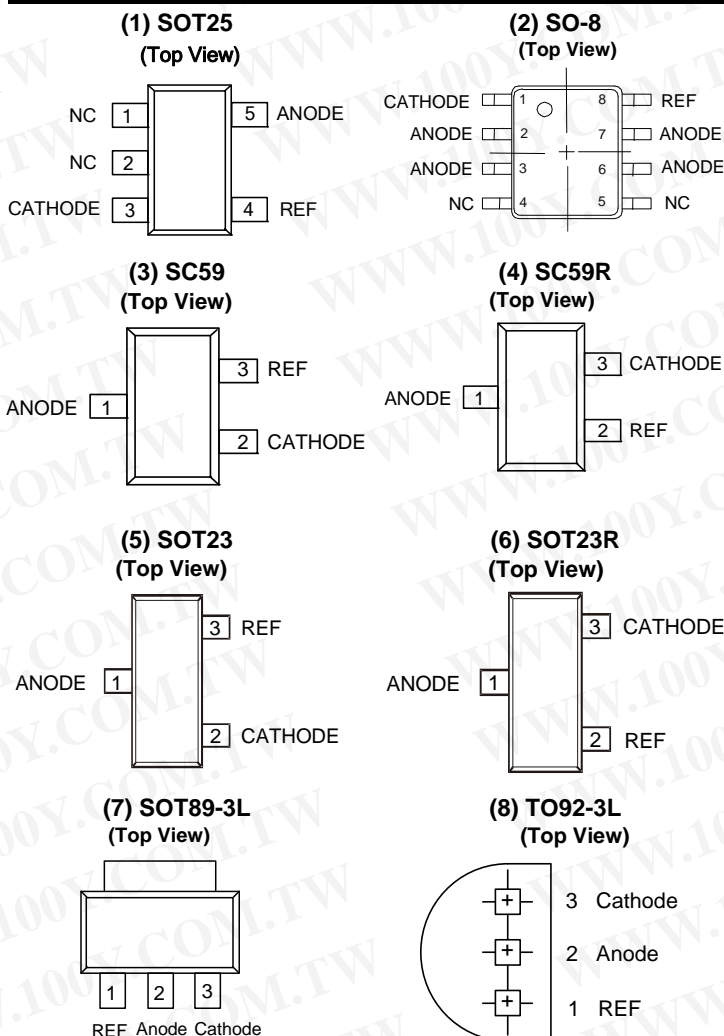 (1) SOT25
(Top View)
NC 1
5 ANODE
NC 2
CATHODE 3
4 REF
(2) SO-8
(Top View)
CATHODE 1
8 REF
ANODE 2
7 ANODE
ANODE 3
6 ANODE
NC 4
5 NC
(3) SC59
(Top View)
3 REF
ANODE 1
2 CATHODE
(4) SC59R
(Top View)
3 CATHODE
ANODE 1
2 REF
(5) SOT23
(Top View)
3 REF
ANODE 1
2 CATHODE
(6) SOT23R
(Top View)
3 CATHODE
ANODE 1
2 REF
(7) SOT89-3L
(Top View)
1 2 3
REF Anode Cathode
(8) TO92-3L
(Top View)
3 Cathode
2 Anode
1 REF
WWW.100Y.COM.TW